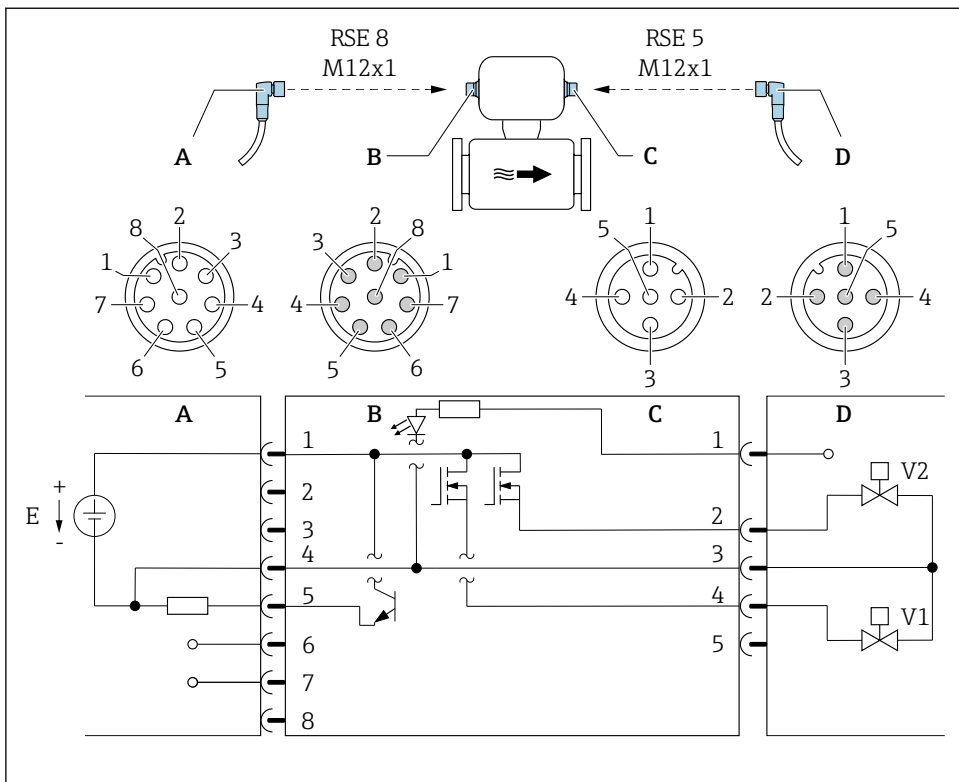 RSE 8 RSE 5
M12x1 M12x1
A B C D
8 2 3 1 4 7 6 5
2 8 3 1 4 7 5 6
1 5 4 2 3
1 5 2 4 3
A B C D
1 1
2 V2
3 2
E + -
4 3
5 4
6 V1
7 5
8